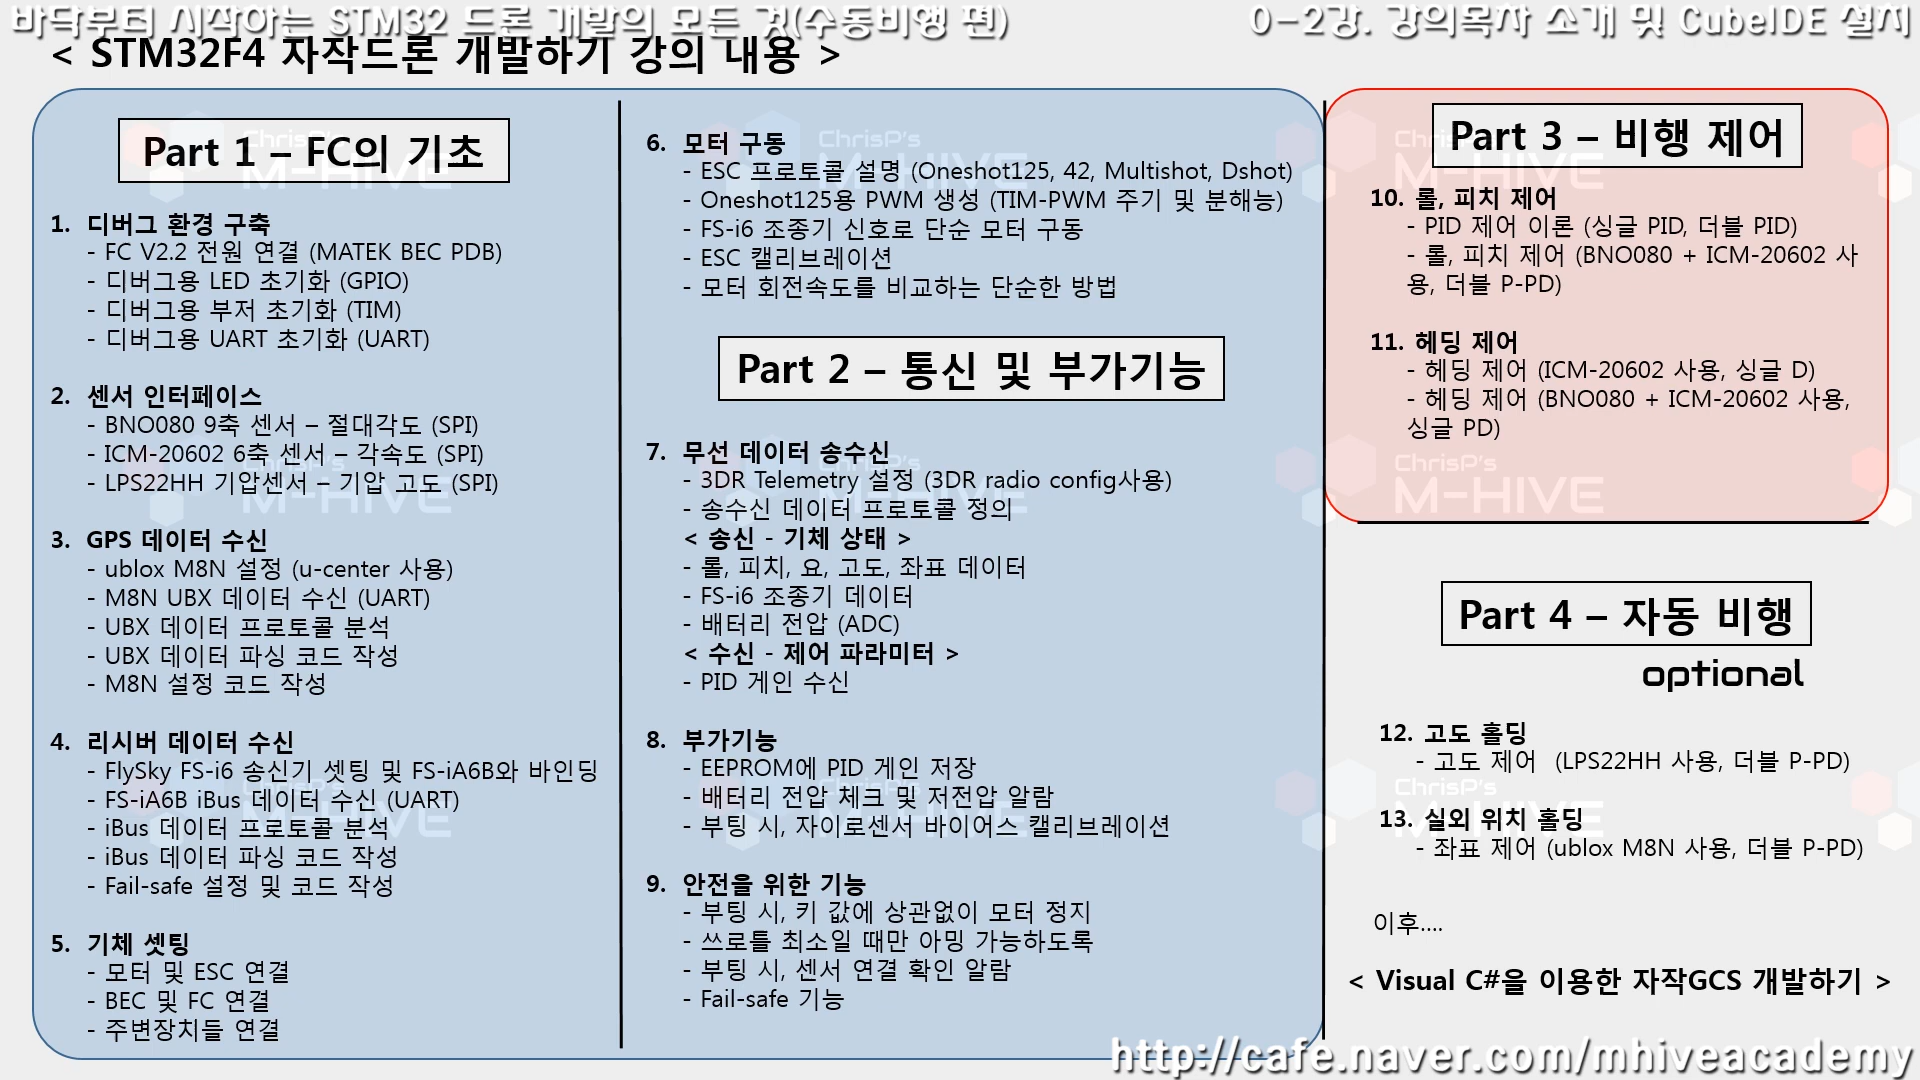 바닥부터 시작하는 STM32 드론 개발의 모든 것(수동비행 편)
0-2강. 강의목차 소개 및 CubeIDE 설치
< STM32F4 자작드론 개발하기 강의 내용 >
Part 1 – FC의 기초
1. 디버그 환경 구축
- FC V2.2 전원 연결 (MATEK BEC PDB)
- 디버그용 LED 초기화 (GPIO)
- 디버그용 부저 초기화 (TIM)
- 디버그용 UART 초기화 (UART)
2. 센서 인터페이스
- BNO080 9축 센서 – 절대각도 (SPI)
- ICM-20602 6축 센서 – 각속도 (SPI)
- LPS22HH 기압센서 – 기압 고도 (SPI)
3. GPS 데이터 수신
- ublox M8N 설정 (u-center 사용)
- M8N UBX 데이터 수신 (UART)
- UBX 데이터 프로토콜 분석
- UBX 데이터 파싱 코드 작성
- M8N 설정 코드 작성
4. 리시버 데이터 수신
- FlySky FS-i6 송신기 셋팅 및 FS-iA6B와 바인딩
- FS-iA6B iBus 데이터 수신 (UART)
- iBus 데이터 프로토콜 분석
- iBus 데이터 파싱 코드 작성
- Fail-safe 설정 및 코드 작성
5. 기체 셋팅
- 모터 및 ESC 연결
- BEC 및 FC 연결
- 주변장치들 연결
6. 모터 구동
- ESC 프로토콜 설명 (Oneshot125, 42, Multishot, Dshot)
- Oneshot125용 PWM 생성 (TIM-PWM 주기 및 분해능)
- FS-i6 조종기 신호로 단순 모터 구동
- ESC 캘리브레이션
- 모터 회전속도를 비교하는 단순한 방법
Part 2 – 통신 및 부가기능
7. 무선 데이터 송수신
- 3DR Telemetry 설정 (3DR radio config사용)
- 송수신 데이터 프로토콜 정의
< 송신 - 기체 상태 >
- 롤, 피치, 요, 고도, 좌표 데이터
- FS-i6 조종기 데이터
- 배터리 전압 (ADC)
< 수신 - 제어 파라미터 >
- PID 게인 수신
8. 부가기능
- EEPROM에 PID 게인 저장
- 배터리 전압 체크 및 저전압 알람
- 부팅 시, 자이로센서 바이어스 캘리브레이션
9. 안전을 위한 기능
- 부팅 시, 키 값에 상관없이 모터 정지
- 쓰로틀 최소일 때만 아밍 가능하도록
- 부팅 시, 센서 연결 확인 알람
- Fail-safe 기능
Part 3 – 비행 제어
10. 롤, 피치 제어
- PID 제어 이론 (싱글 PID, 더블 PID)
- 롤, 피치 제어 (BNO080 + ICM-20602 사
용, 더블 P-PD)
11. 헤딩 제어
- 헤딩 제어 (ICM-20602 사용, 싱글 D)
- 헤딩 제어 (BNO080 + ICM-20602 사용,
싱글 PD)
Part 4 – 자동 비행
optional
12. 고도 홀딩
- 고도 제어 (LPS22HH 사용, 더블 P-PD)
13. 실외 위치 홀딩
- 좌표 제어 (ublox M8N 사용, 더블 P-PD)
이후....
< Visual C#을 이용한 자작GCS 개발하기 >
http://cafe.naver.com/mhiveacademy
ChrisP's
M-HIVE
ChrisP's
M-HIVE
ChrisP's
M-HIVE
ChrisP's
M-HIVE
ChrisP's
M-HIVE
ChrisP's
M-HIVE
ChrisP's
M-HIVE
ChrisP's
M-HIVE
ChrisP's
M-HIVE